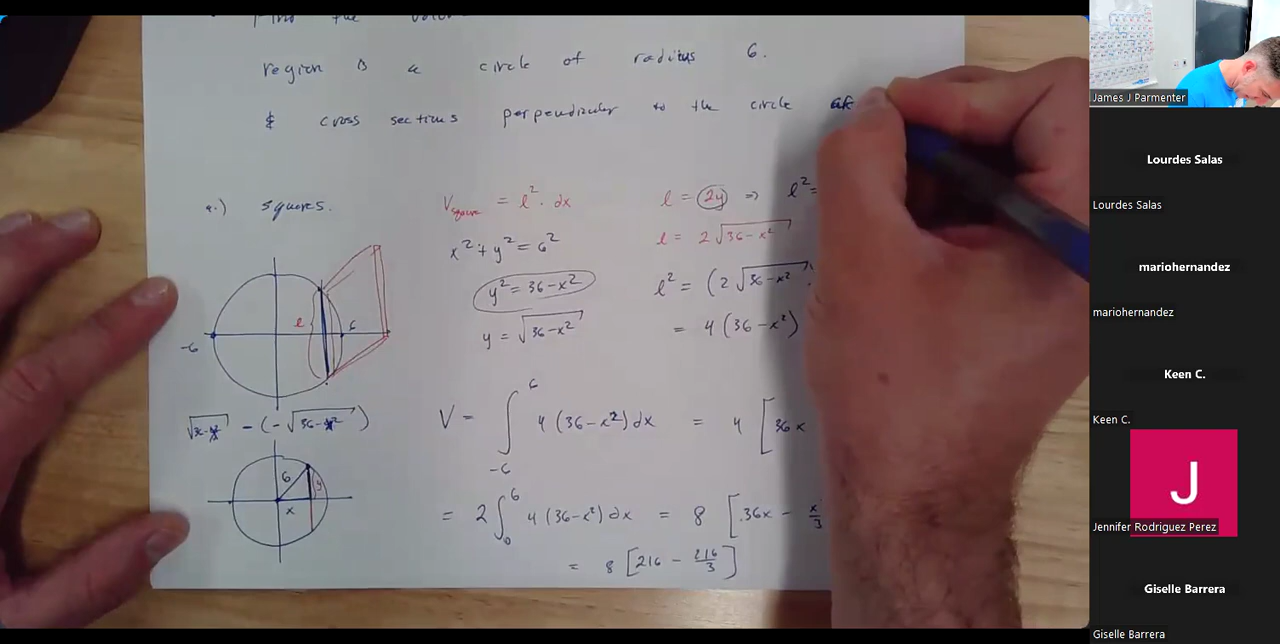 Find the volume
region is a circle of radius 6.
& cross sections perpendicular to the circle are
a.) squares.
V_square = l² · dx
l = 2y ⇒ l² =
x² + y² = 6²
l = 2√(36-x²)
y² = 36-x²
l² = (2√(36-x²)
y = √(36-x²)
= 4(36-x²)
l
6
-6
V = ∫_{-6}^{6} 4(36-x²)dx = 4[36x
√(36-x²) - (-√(36-x²))
6
y
x
= 2∫_0^6 4(36-x²)dx = 8[36x - x/3
= 8[216 - 216/3]
James J Parmenter
Lourdes Salas
Lourdes Salas
mariohernandez
mariohernandez
Keen C.
Keen C.
J
Jennifer Rodriguez Perez
Giselle Barrera
Giselle Barrera